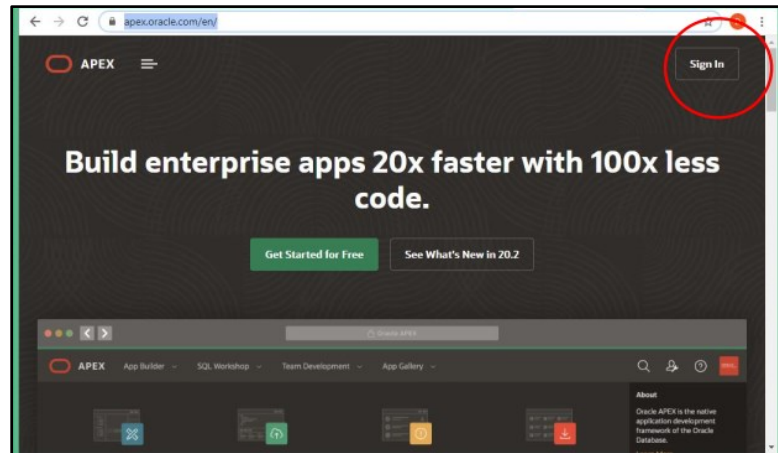 apex.oracle.com/en/
APEX
Sign In
Build enterprise apps 20x faster with 100x less
code.
Get Started for Free
See What's New in 20.2
Oracle APEX
APEX
App Builder
SQL Workshop
Team Development
App Gallery
About
Oracle APEX is the native
application development
framework of the Oracle
Database.